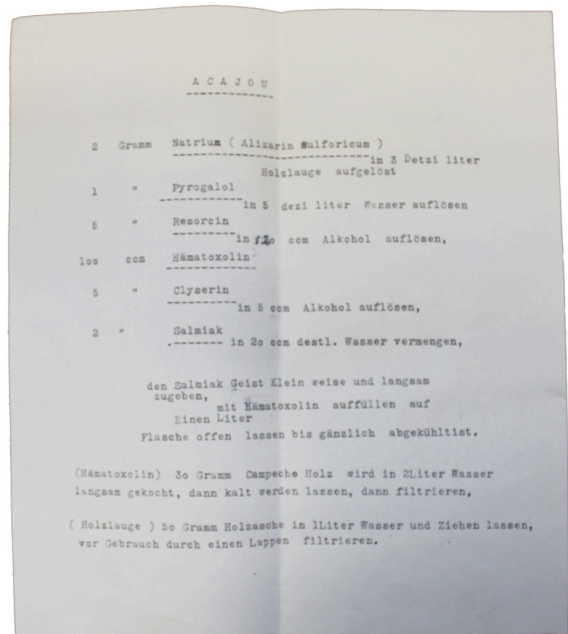 A C A J O U
2 Gramm Natrium ( Alizarin Sulforicum )
in 3 Detzi liter
Holzlauge aufgelöst
1 " Pyrogalol
in 5 dezi liter Wasser auflösen
5 " Resorcin
in 120 ccm Alkohol auflösen,
1oo ccm Hämatoxolin
5 " Clyserin
in 5 ccm Alkohol auflösen,
2 " Salmiak
in 2o ccm destl. Wasser vermengen,
den Salmiak Geist Klein weise und langsam
zugeben,
mit Hämatoxolin auffüllen auf
Einen Liter
Flasche offen lassen bis gänzlich abgekühltist.
(Hämatoxolin) 3o Gramm Campeche Holz wird in 2Liter Wasser
langsam gekocht, dann kalt werden lassen, dann filtrieren,
( Holzlauge ) 5o Gramm Holzasche in 1Liter Wasser und Ziehen lassen,
vor Gebrauch durch einen Lappen filtrieren.